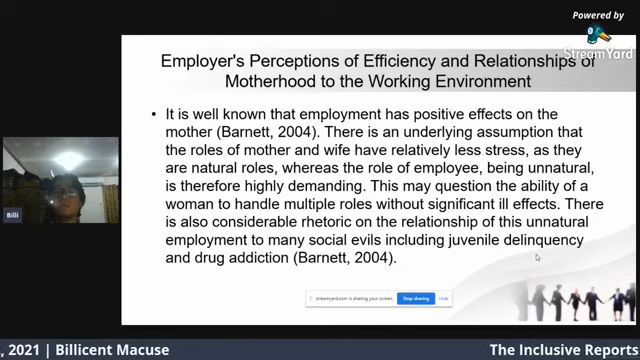 Powered by
StreamYard
Employer's Perceptions of Efficiency and Relationships of
Motherhood to the Working Environment
• It is well known that employment has positive effects on the
mother (Barnett, 2004). There is an underlying assumption that
the roles of mother and wife have relatively less stress, as they
are natural roles, whereas the role of employee, being unnatural,
is therefore highly demanding. This may question the ability of a
woman to handle multiple roles without significant ill effects. There
is also considerable rhetoric on the relationship of this unnatural
employment to many social evils including juvenile delinquency
and drug addiction (Barnett, 2004).
Billi
streamyard.com is sharing your screen. Stop sharing Hide
, 2021 | Billicent Macuse
The Inclusive Reports